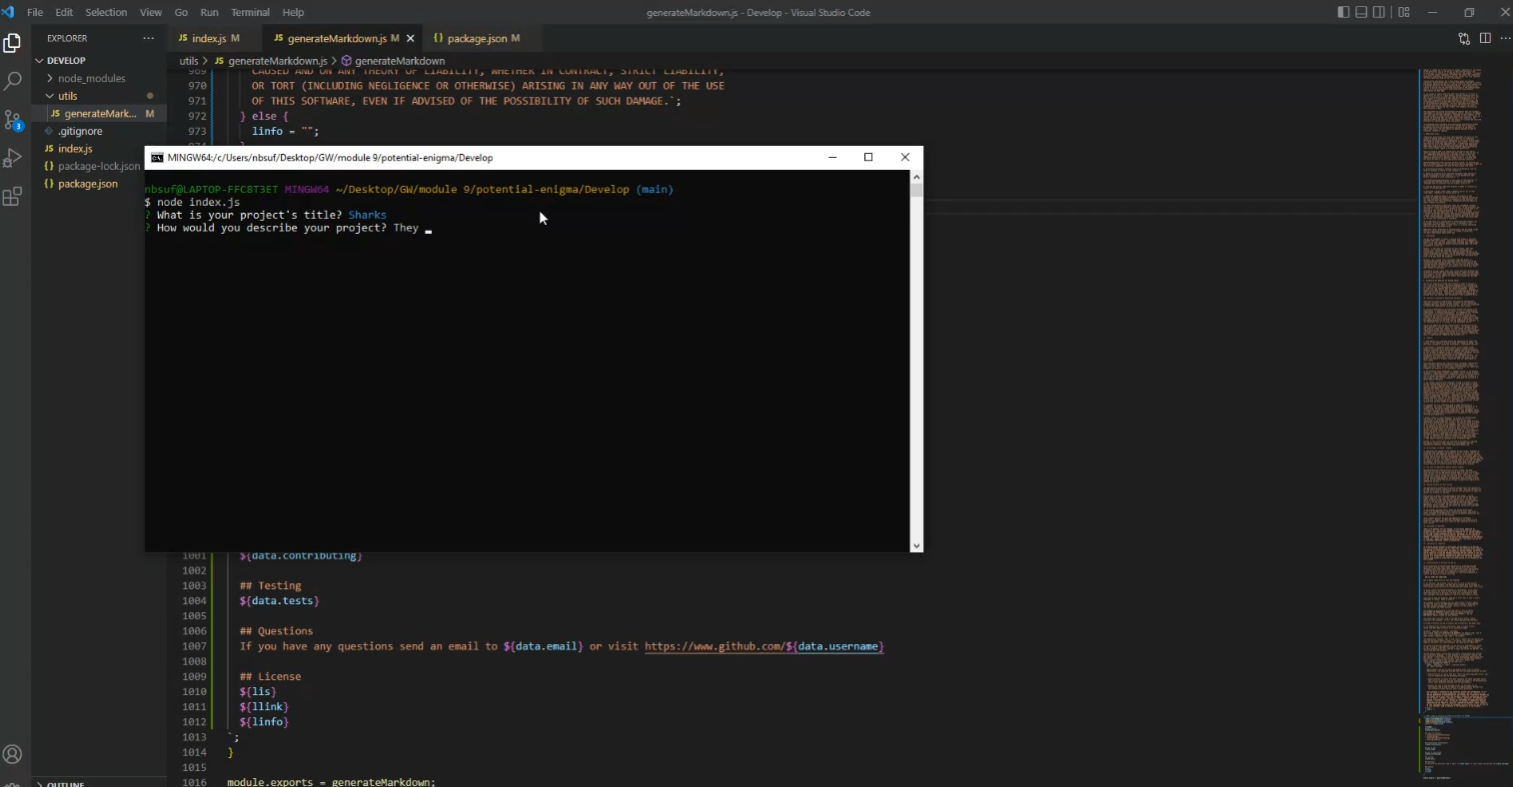 File Edit Selection View Go Run Terminal Help
generateMarkdown.js - Develop - Visual Studio Code
EXPLORER
index.js M
generateMarkdown.js M
package.json M
DEVELOP
node_modules
utils
generateMark... M
.gitignore
index.js
package-lock.json
package.json
3
OUTLINE
utils > generateMarkdown.js > generateMarkdown
969 CAUSED AND ON ANY THEORY OF LIABILITY, WHETHER IN CONTRACT, STRICT LIABILITY,
970 OR TORT (INCLUDING NEGLIGENCE OR OTHERWISE) ARISING IN ANY WAY OUT OF THE USE
971 OF THIS SOFTWARE, EVEN IF ADVISED OF THE POSSIBILITY OF SUCH DAMAGE.`;
972 } else {
973 linfo = "";
MINGW64:/c/Users/nbsuf/Desktop/GW/module 9/potential-enigma/Develop
nbsuf@LAPTOP-FFC8T3ET MINGW64 ~/Desktop/GW/module 9/potential-enigma/Develop (main)
$ node index.js
? What is your project's title? Sharks
? How would you describe your project? They
1001 ${data.contributing}
1002
1003 ## Testing
1004 ${data.tests}
1005
1006 ## Questions
1007 If you have any questions send an email to ${data.email} or visit https://www.github.com/${data.username}
1008
1009 ## License
1010 ${lis}
1011 ${llink}
1012 ${linfo}
1013 `;
1014 }
1015
1016 module.exports = generateMarkdown;